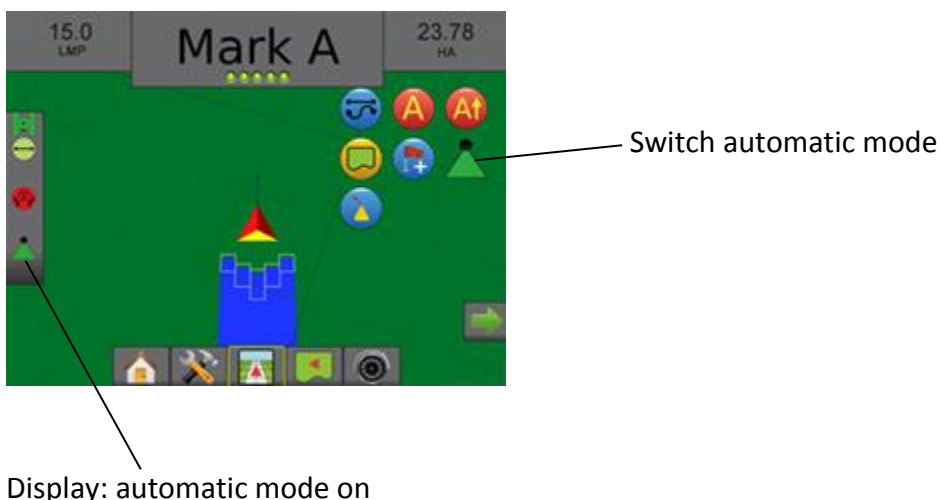 15.0
LMP
Mark A
23.78
HA
A
A
Switch automatic mode
Display: automatic mode on